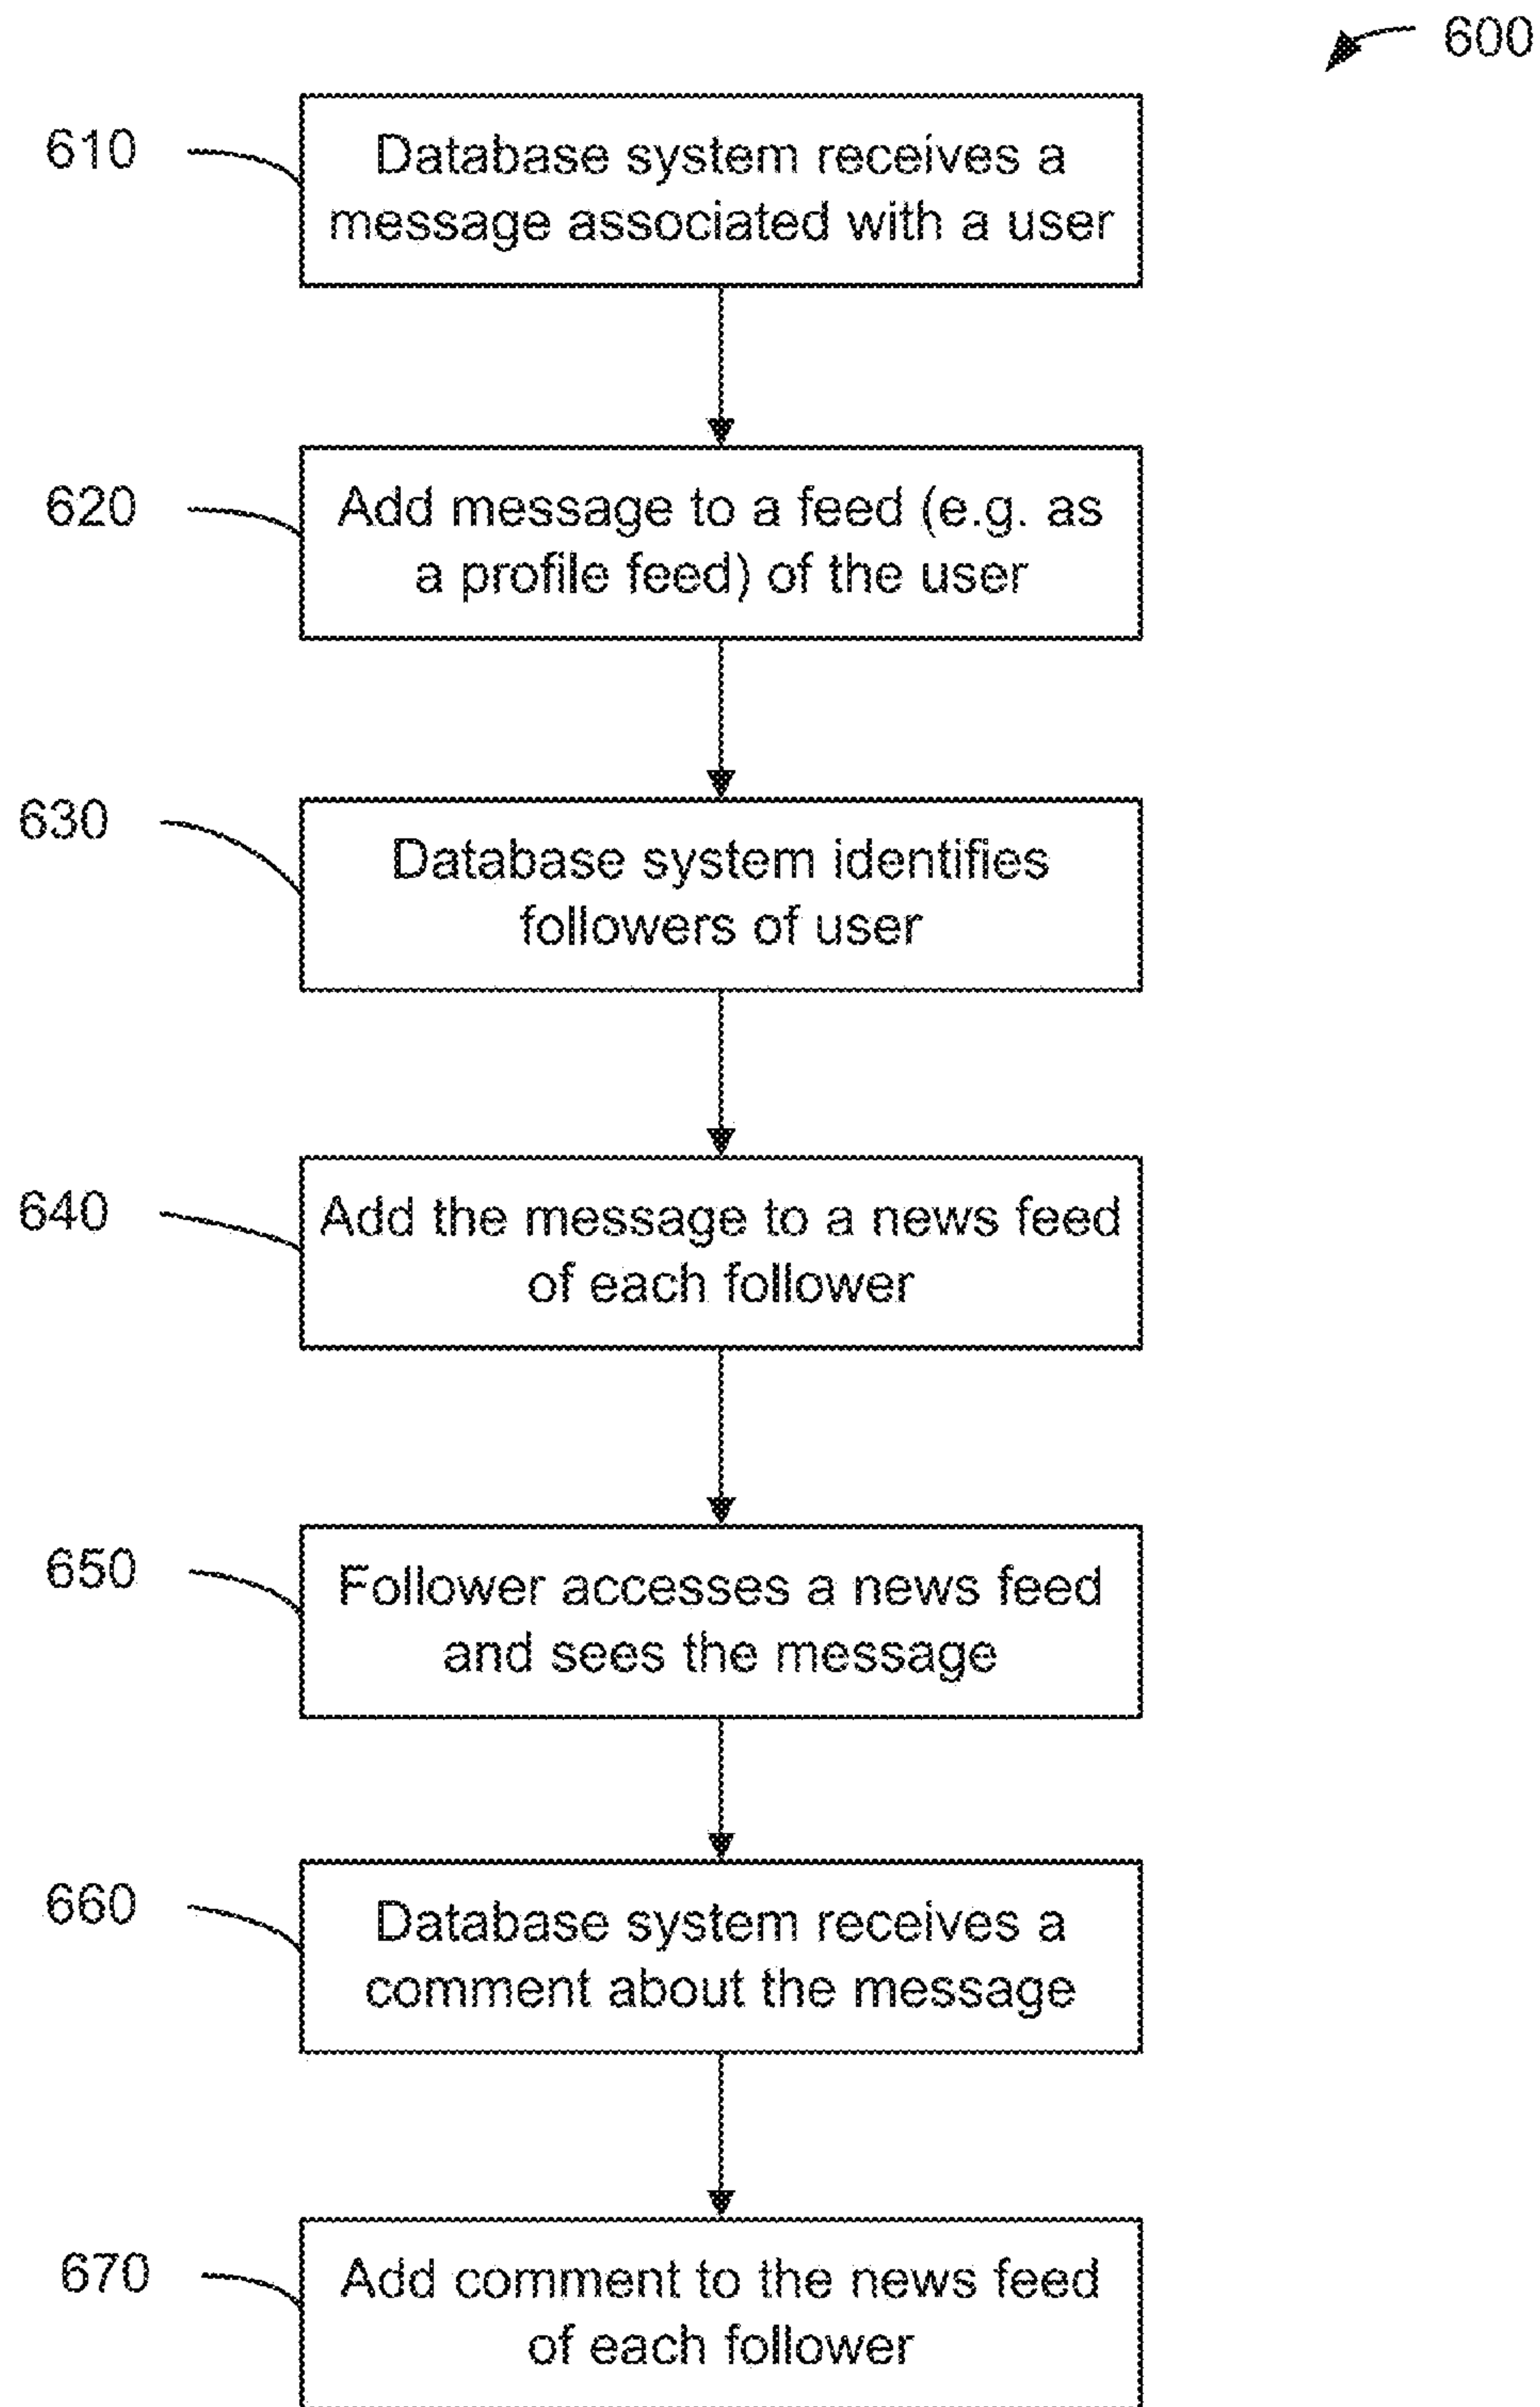 600
610
Database system receives a
message associated with a user
620
Add message to a feed (e.g. as
a profile feed) of the user
630
Database system identifies
followers of user
640
Add the message to a news feed
of each follower
650
Follower accesses a news feed
and sees the message
660
Database system receives a
comment about the message
670
Add comment to the news feed
of each follower